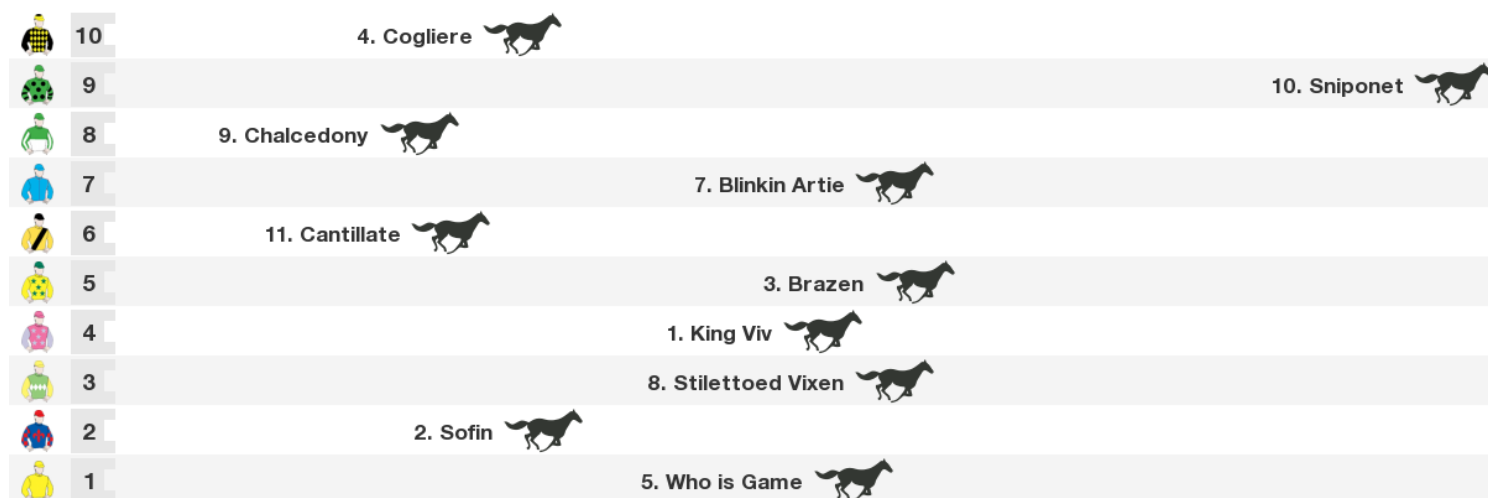 10 4. Cogliere
9 10. Sniponet
8 9. Chalcedony
7 7. Blinkin Artie
6 11. Cantillate
5 3. Brazen
4 1. King Viv
3 8. Stilettoed Vixen
2 2. Sofin
1 5. Who is Game